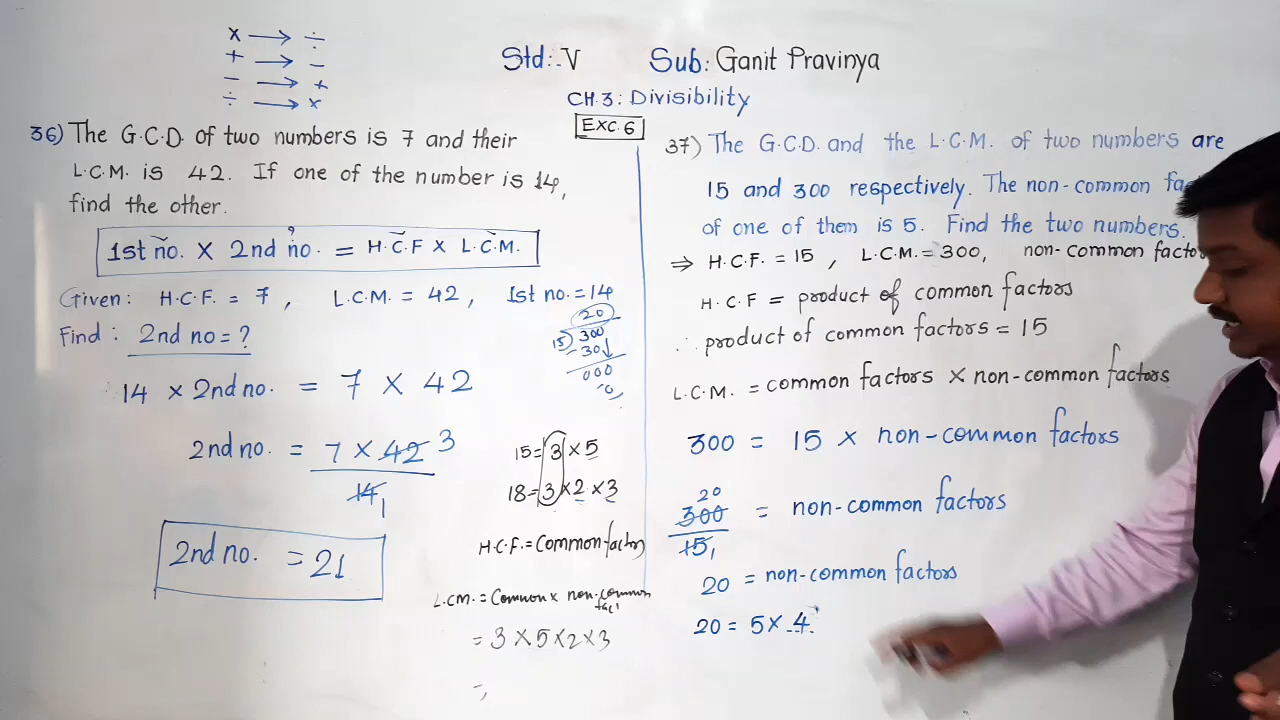 × → ÷
+ → −
− → +
÷ → ×
Std:- V Sub: Ganit Pravinya
CH.3: Divisibility
EXC.6
36) The G.C.D. of two numbers is 7 and their
L.C.M. is 42. If one of the number is 14,
find the other.
1st no. × 2nd no. = H.C.F × L.C.M.
?
Given: H.C.F. = 7, L.C.M. = 42, 1st no. = 14
Find: 2nd no = ?
20
15) 300
-30↓
000
-0
14 × 2nd no. = 7 × 42
2nd no. = 7 × 42 3
14 1
2nd no. = 21
15 = 3 × 5
18 = 3 × 2 × 3
H.C.F. = Common factors
L.CM. = Common × non-common
= 3 × 5 × 2 × 3
=
37) The G.C.D. and the L.C.M. of two numbers are
15 and 300 respectively. The non-common
of one of them is 5. Find the two numbers.
⇒ H.C.F. = 15, L.C.M. = 300, non-common
H.C.F = product of common factors
∴ product of common factors = 15
L.C.M. = common factors × non-common factors
300 = 15 × non-common factors
20
300 = non-common factors
15 1
20 = non-common factors
20 = 5 × 4